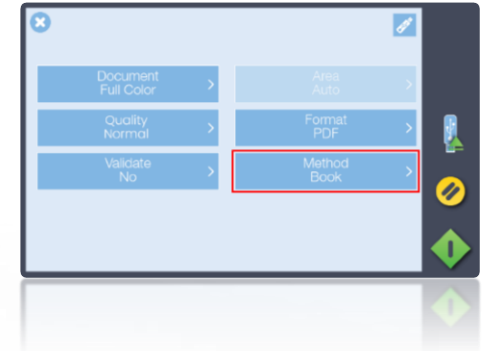 Document
Full Color
Area
Auto
Quality
Normal
Format
PDF
Validate
No
Method
Book